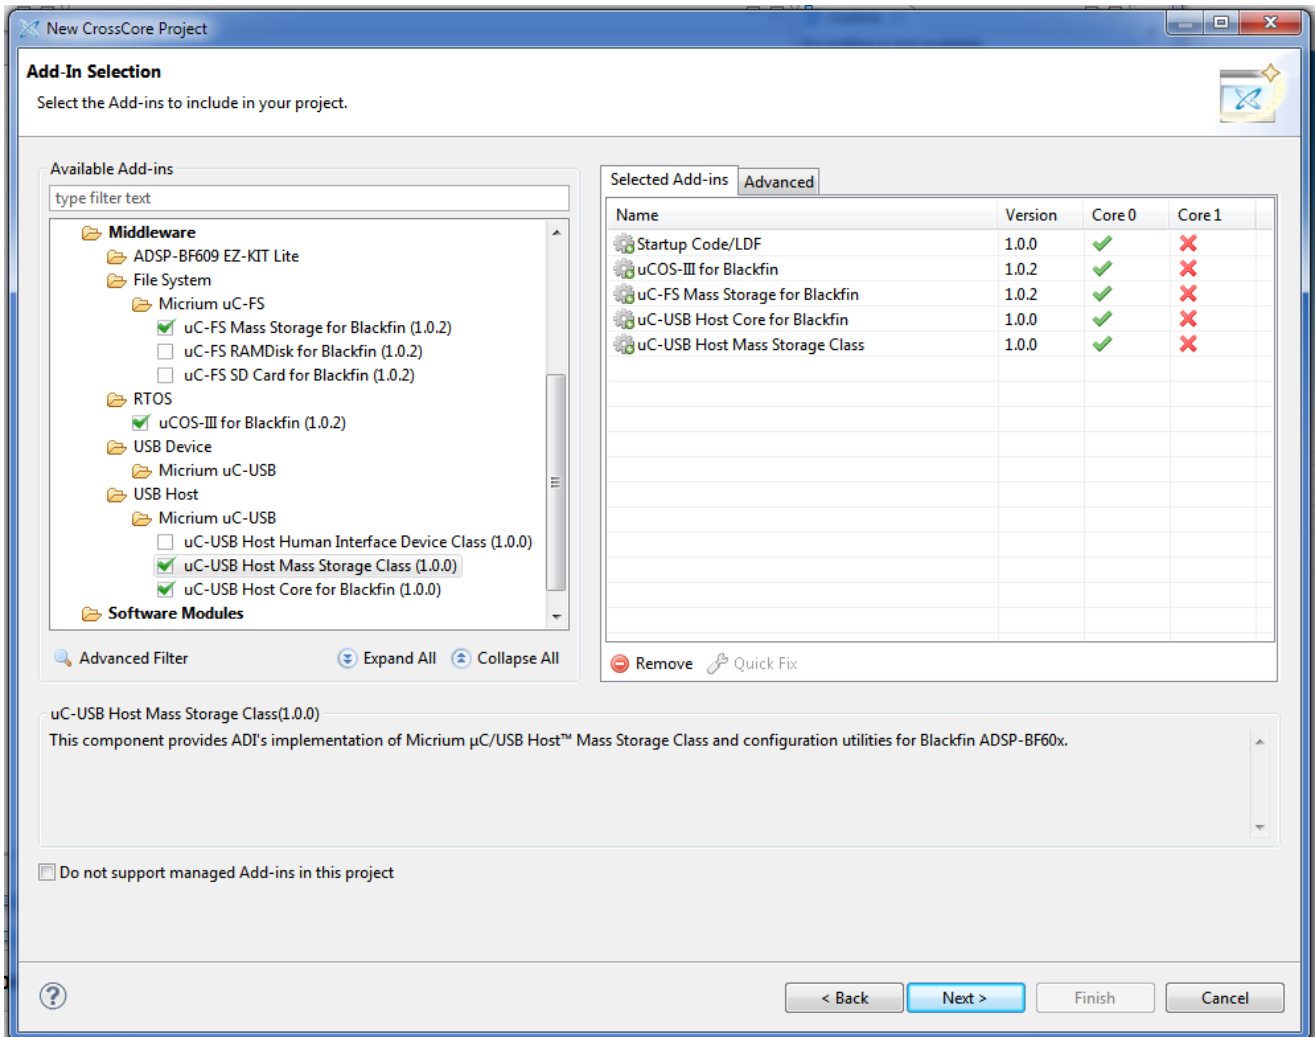 New CrossCore Project
Add-In Selection
Select the Add-ins to include in your project.
Available Add-ins
type filter text
Middleware
ADSP-BF609 EZ-KIT Lite
File System
Micrium uC-FS
uC-FS Mass Storage for Blackfin (1.0.2)
uC-FS RAMDisk for Blackfin (1.0.2)
uC-FS SD Card for Blackfin (1.0.2)
RTOS
uCOS-III for Blackfin (1.0.2)
USB Device
Micrium uC-USB
USB Host
Micrium uC-USB
uC-USB Host Human Interface Device Class (1.0.0)
uC-USB Host Mass Storage Class (1.0.0)
uC-USB Host Core for Blackfin (1.0.0)
Software Modules
Advanced Filter Expand All Collapse All
Selected Add-ins Advanced
Name Version Core 0 Core 1
Startup Code/LDF 1.0.0
uCOS-III for Blackfin 1.0.2
uC-FS Mass Storage for Blackfin 1.0.2
uC-USB Host Core for Blackfin 1.0.0
uC-USB Host Mass Storage Class 1.0.0
Remove Quick Fix
uC-USB Host Mass Storage Class(1.0.0)
This component provides ADI's implementation of Micrium µC/USB Host™ Mass Storage Class and configuration utilities for Blackfin ADSP-BF60x.
Do not support managed Add-ins in this project
? < Back Next > Finish Cancel